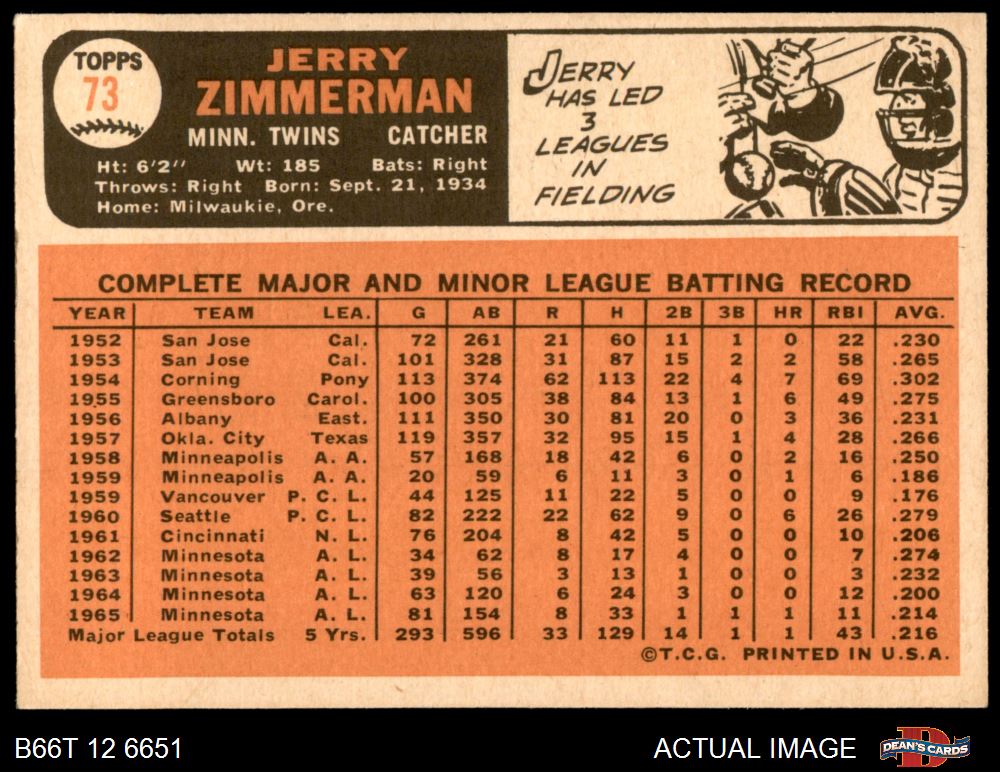 TOPPS
73
JERRY
ZIMMERMAN
MINN. TWINS CATCHER
Ht: 6'2" Wt: 185 Bats: Right
Throws: Right Born: Sept. 21, 1934
Home: Milwaukie, Ore.
JERRY
HAS LED
3
LEAGUES
IN
FIELDING
COMPLETE MAJOR AND MINOR LEAGUE BATTING RECORD
YEAR TEAM LEA. G AB R H 2B 3B HR RBI AVG.
1952 San Jose Cal. 72 261 21 60 11 1 0 22 .230
1953 San Jose Cal. 101 328 31 87 15 2 2 58 .265
1954 Corning Pony 113 374 62 113 22 4 7 69 .302
1955 Greensboro Carol. 100 305 38 84 13 1 6 49 .275
1956 Albany East. 111 350 30 81 20 0 3 36 .231
1957 Okla. City Texas 119 357 32 95 15 1 4 28 .266
1958 Minneapolis A. A. 57 168 18 42 6 0 2 16 .250
1959 Minneapolis A. A. 20 59 6 11 3 0 1 6 .186
1959 Vancouver P. C. L. 44 125 11 22 5 0 0 9 .176
1960 Seattle P. C. L. 82 222 22 62 9 0 6 26 .279
1961 Cincinnati N. L. 76 204 8 42 5 0 0 10 .206
1962 Minnesota A. L. 34 62 8 17 4 0 0 7 .274
1963 Minnesota A. L. 39 56 3 13 1 0 0 3 .232
1964 Minnesota A. L. 63 120 6 24 3 0 0 12 .200
1965 Minnesota A. L. 81 154 8 33 1 1 1 11 .214
Major League Totals 5 Yrs. 293 596 33 129 14 1 1 43 .216
©T.C.G. PRINTED IN U.S.A.
B66T 12 6651 ACTUAL IMAGE DEAN'S CARDS